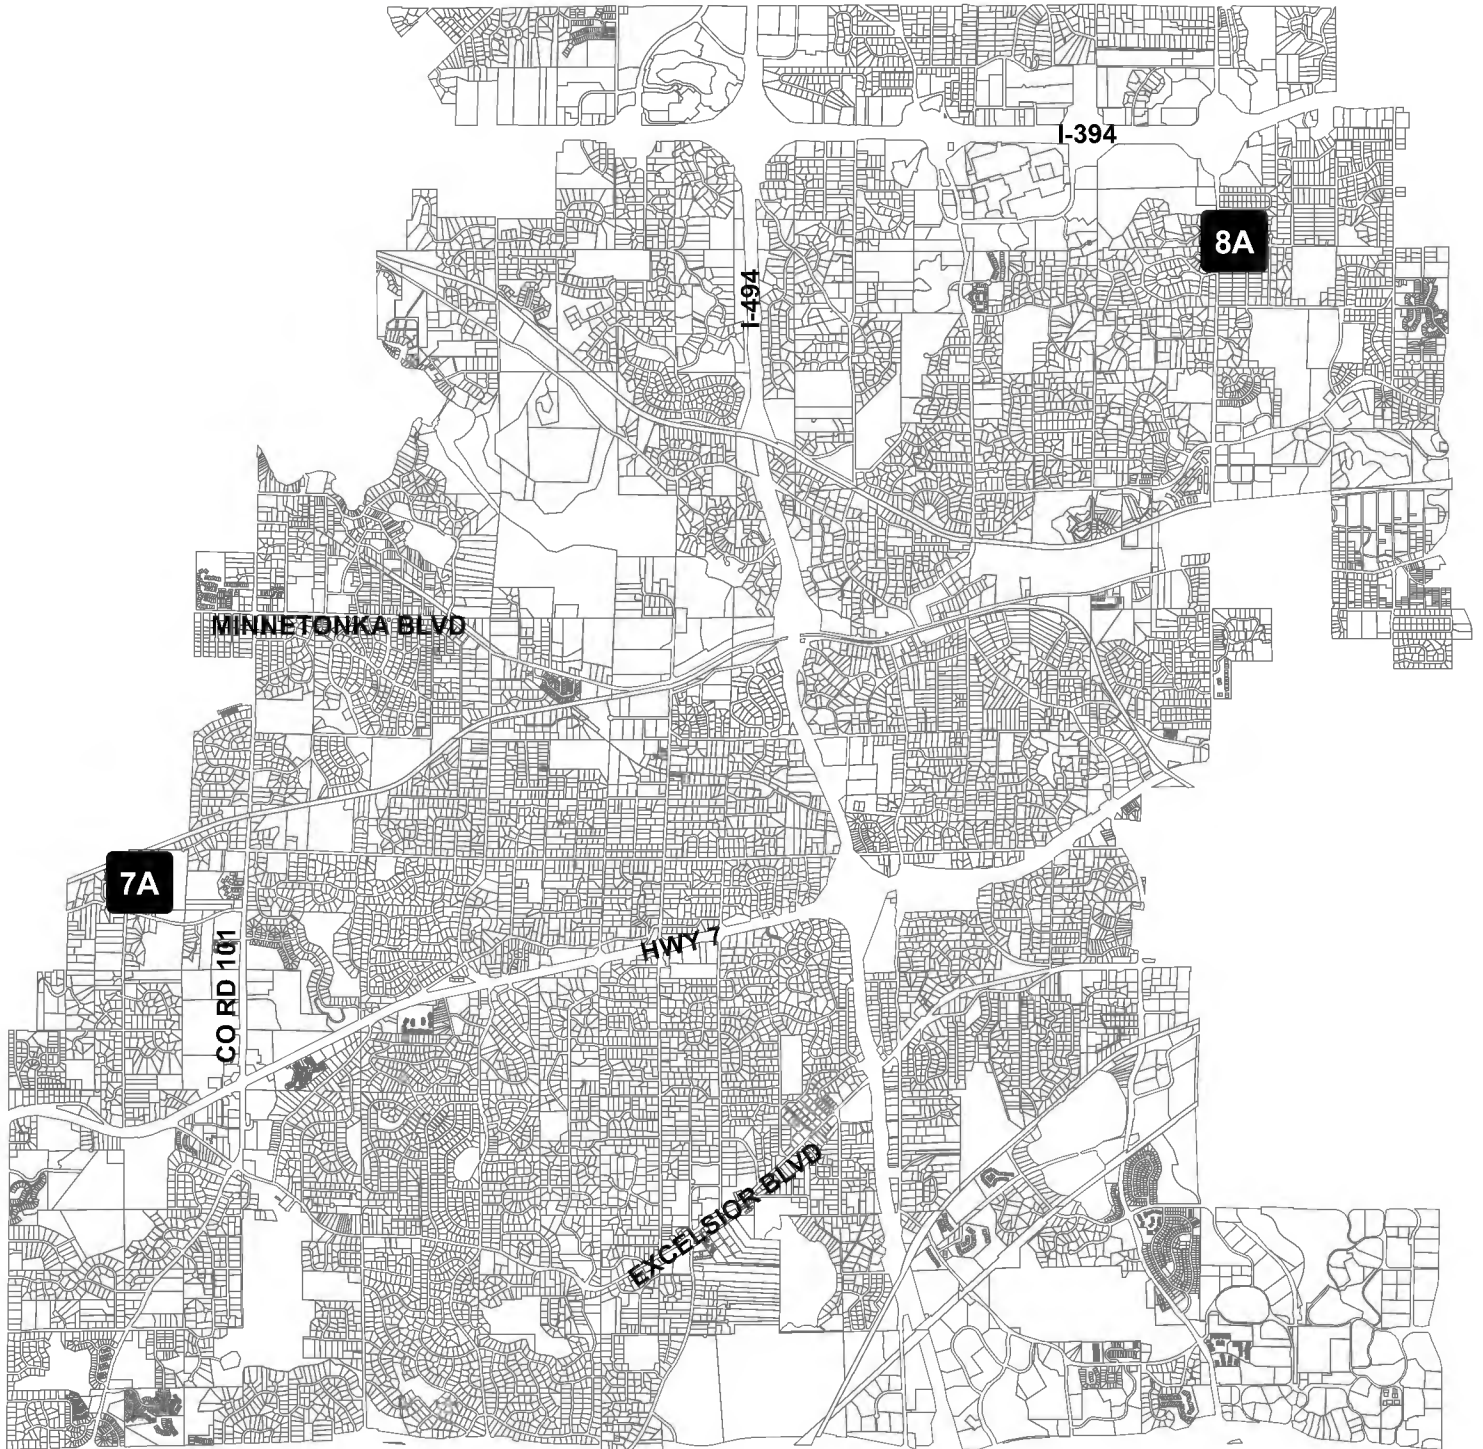 I-394
8A
I-494
MINNETONKA BLVD
7A
HWY 7
CO RD 101
EXCELSIOR BLVD